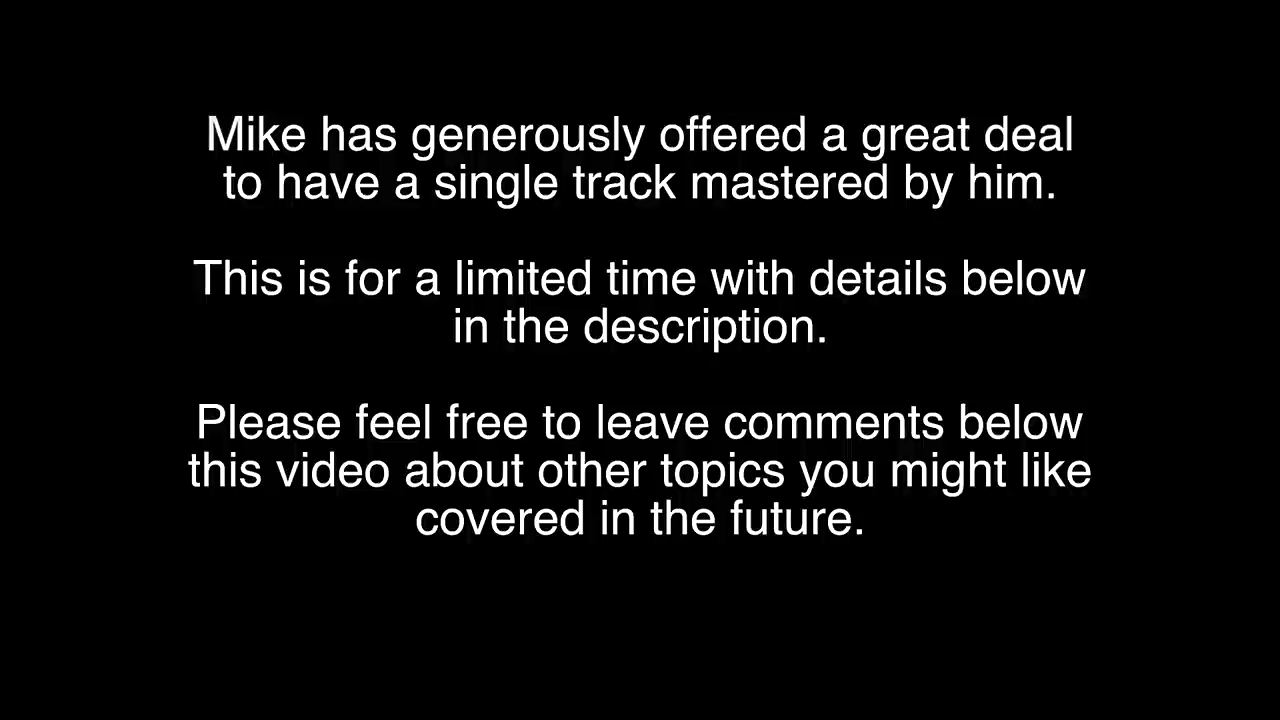 Mike has generously offered a great deal
to have a single track mastered by him.
This is for a limited time with details below
in the description.
Please feel free to leave comments below
this video about other topics you might like
covered in the future.